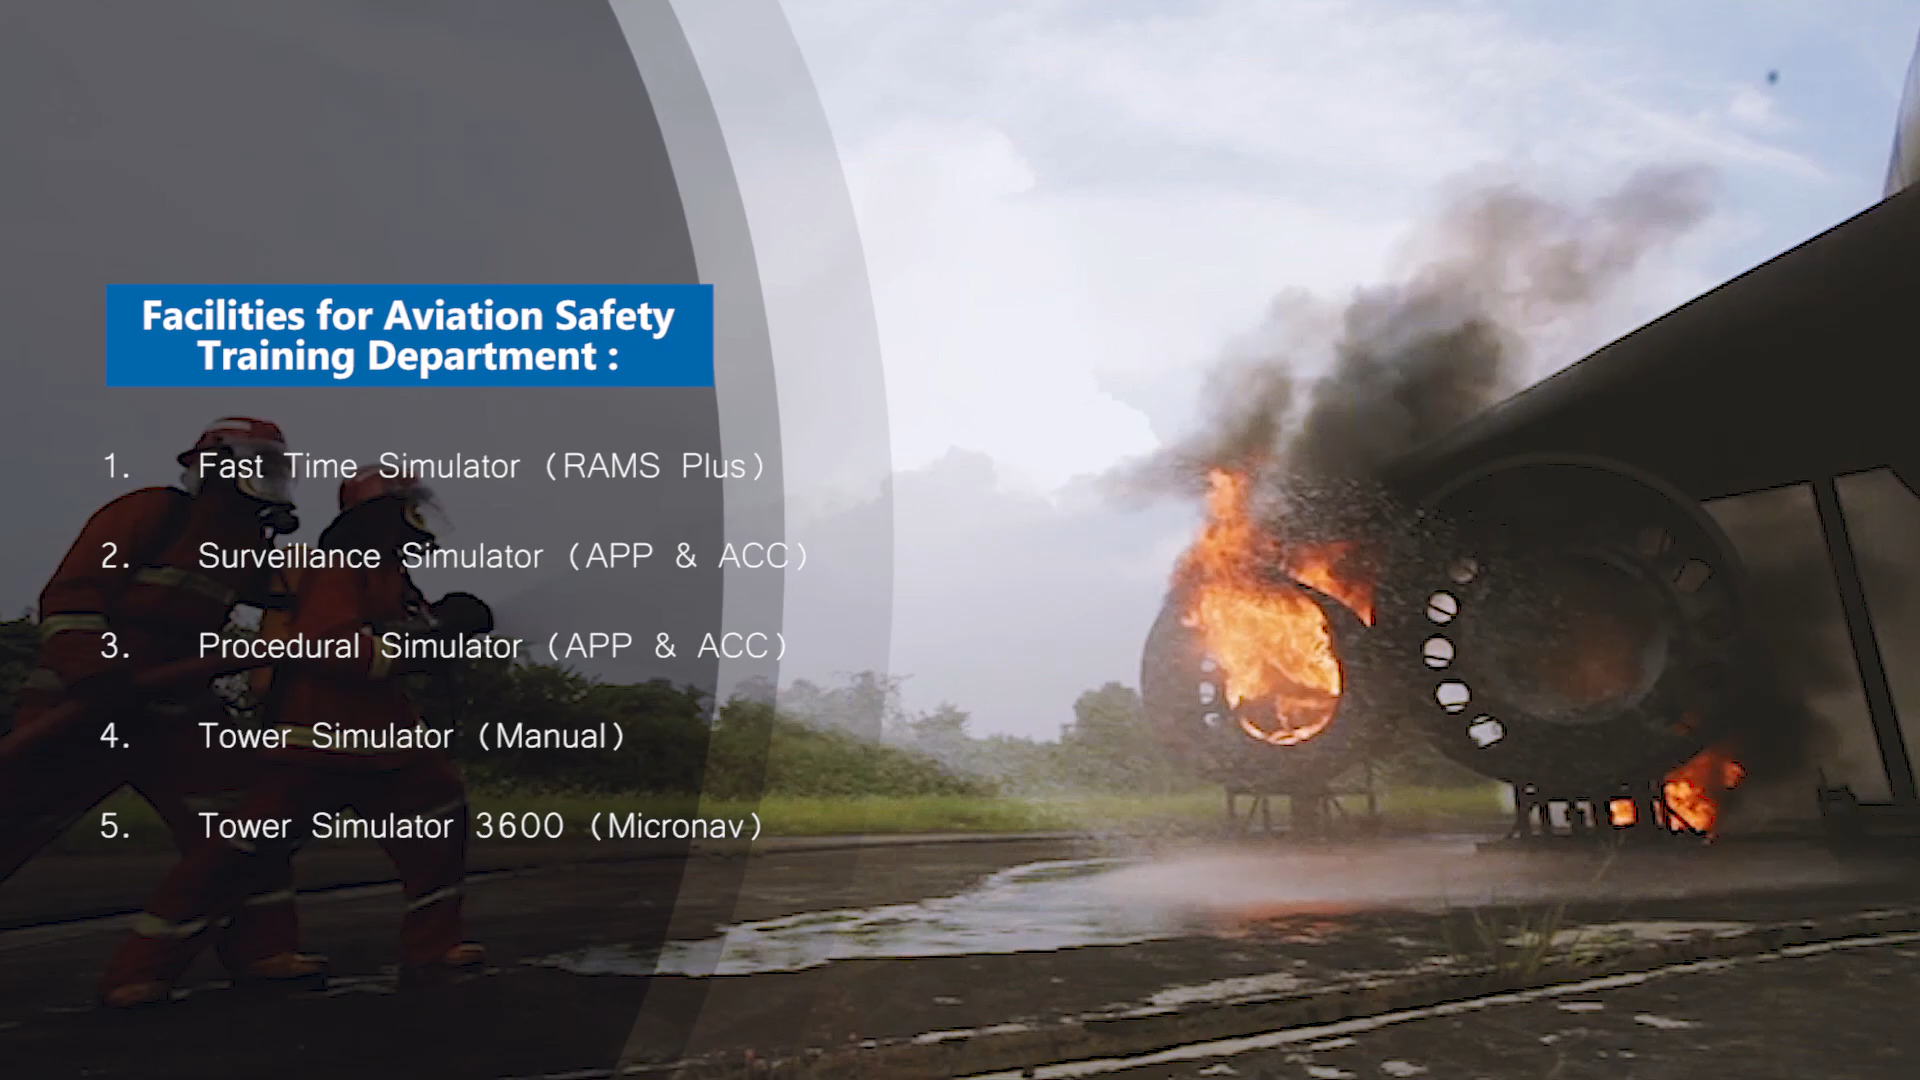 Facilities for Aviation Safety
Training Department :
1. Fast Time Simulator (RAMS Plus)
2. Surveillance Simulator (APP & ACC)
3. Procedural Simulator (APP & ACC)
4. Tower Simulator (Manual)
5. Tower Simulator 3600 (Micronav)